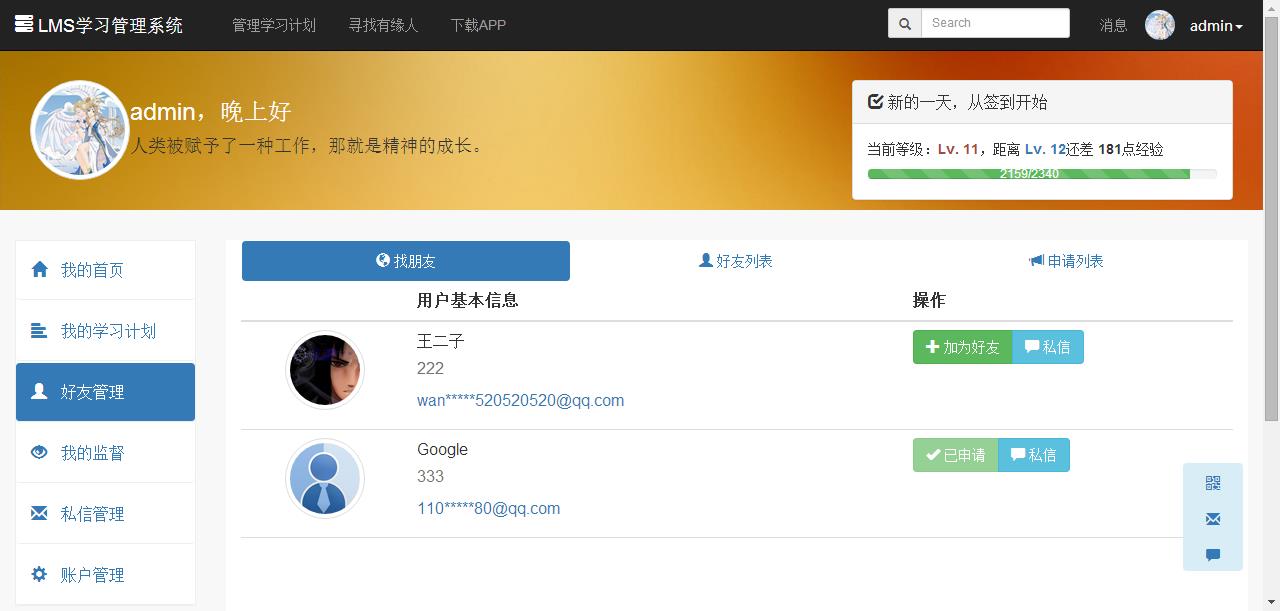 LMS学习管理系统 管理学习计划 寻找有缘人 下载APP Search 消息 admin
admin，晚上好
人类被赋予了一种工作，那就是精神的成长。
新的一天，从签到开始
当前等级：Lv. 11，距离 Lv. 12还差 181点经验
2159/2340
我的首页
我的学习计划
好友管理
我的监督
私信管理
账户管理
找朋友 好友列表 申请列表
用户基本信息 操作
王二子
222
wan*****520520520@qq.com
加为好友 私信
Google
333
110*****80@qq.com
已申请 私信